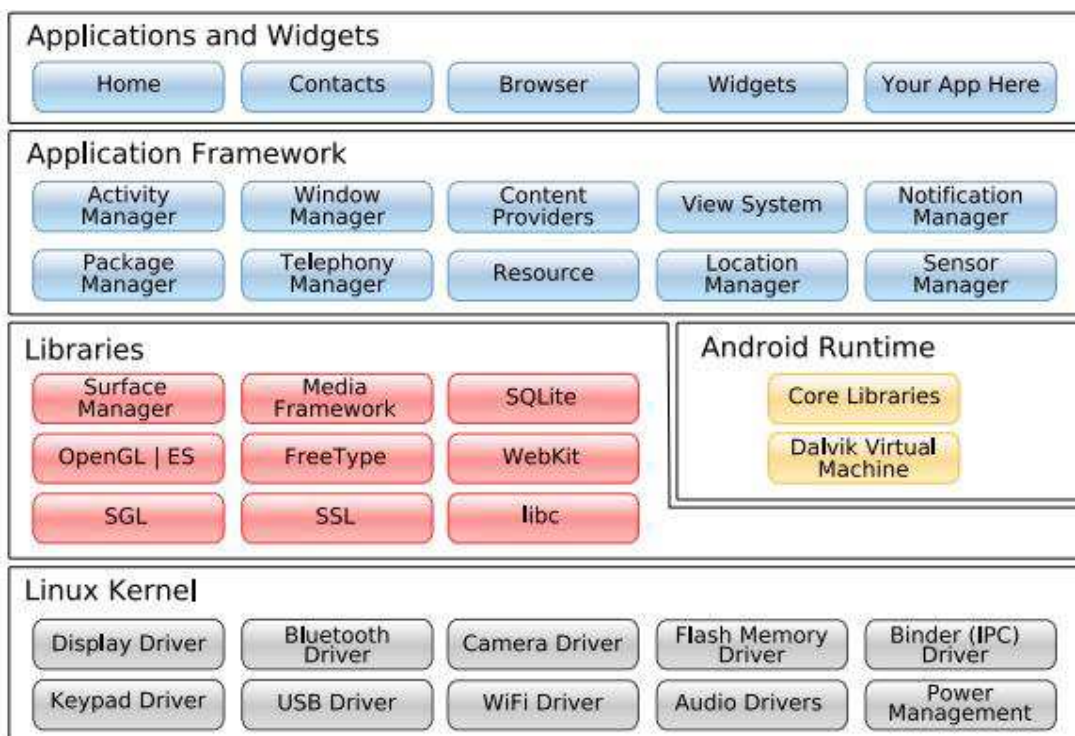 Applications and Widgets
Home
Contacts
Browser
Widgets
Your App Here
Application Framework
Activity
Manager
Window
Manager
Content
Providers
View System
Notification
Manager
Package
Manager
Telephony
Manager
Resource
Location
Manager
Sensor
Manager
Libraries
Surface
Manager
Media
Framework
SQLite
OpenGL | ES
FreeType
WebKit
SGL
SSL
libc
Android Runtime
Core Libraries
Dalvik Virtual
Machine
Linux Kernel
Display Driver
Bluetooth
Driver
Camera Driver
Flash Memory
Driver
Binder (IPC)
Driver
Keypad Driver
USB Driver
WiFi Driver
Audio Drivers
Power
Management